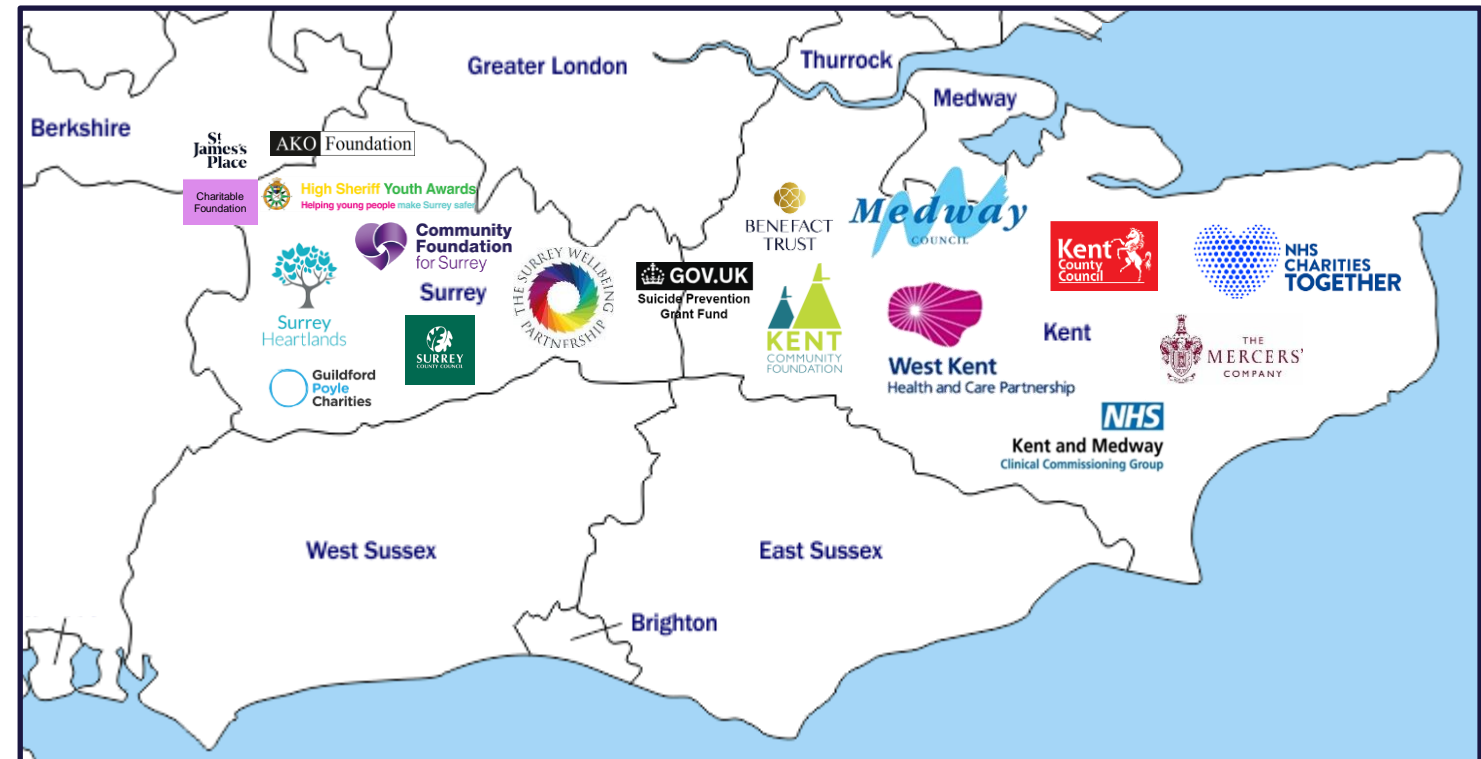 Greater London
Thurrock
Medway
Berkshire
St
James's
Place
AKO Foundation
Charitable
Foundation
High Sheriff Youth Awards
Helping young people make Surrey safer
Community
Foundation
for Surrey
Surrey
Surrey
Heartlands
SURREY
COUNTY COUNCIL
Guildford
Poyle
Charities
THE SURREY WELLBEING
PARTNERSHIP
GOV.UK
Suicide Prevention
Grant Fund
BENEFACT
TRUST
KENT
COMMUNITY
FOUNDATION
Medway
COUNCIL
West Kent
Health and Care Partnership
Kent
County
Council
NHS
CHARITIES
TOGETHER
Kent
THE
MERCERS'
COMPANY
NHS
Kent and Medway
Clinical Commissioning Group
West Sussex
East Sussex
Brighton